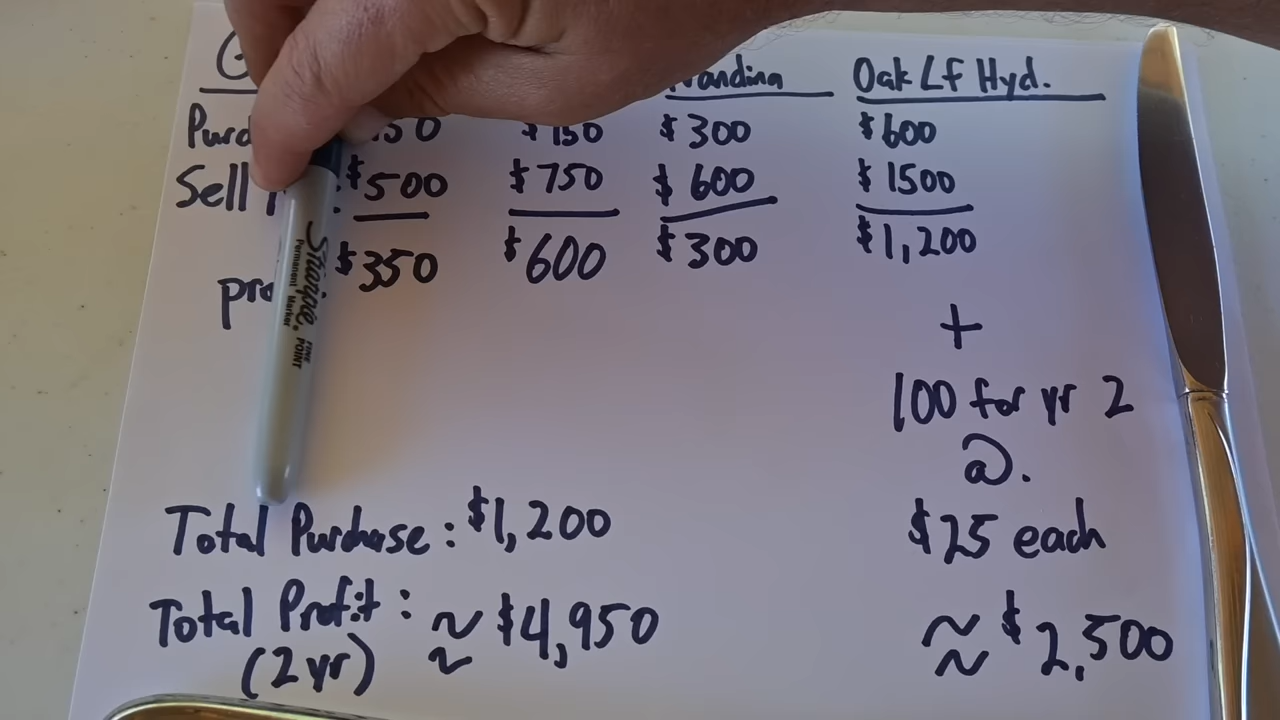 Oak Lf Hyd.
$150 $300 $600
Sell $500 $750 $600 $1500
$350 $600 $300 $1,200
+
100 for yr 2
@.
$25 each
≈ $2,500
Total Purchase: $1,200
Total Profit: ≈ $4,950
(2 yr)
Sharpie
Permanent Marker
FINE POINT